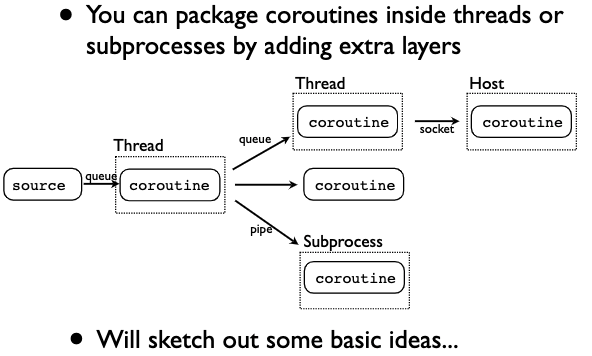 • You can package coroutines inside threads or
subprocesses by adding extra layers
Thread
Host
coroutine
socket
coroutine
queue
Thread
source
queue
coroutine
coroutine
pipe
Subprocess
coroutine
• Will sketch out some basic ideas...